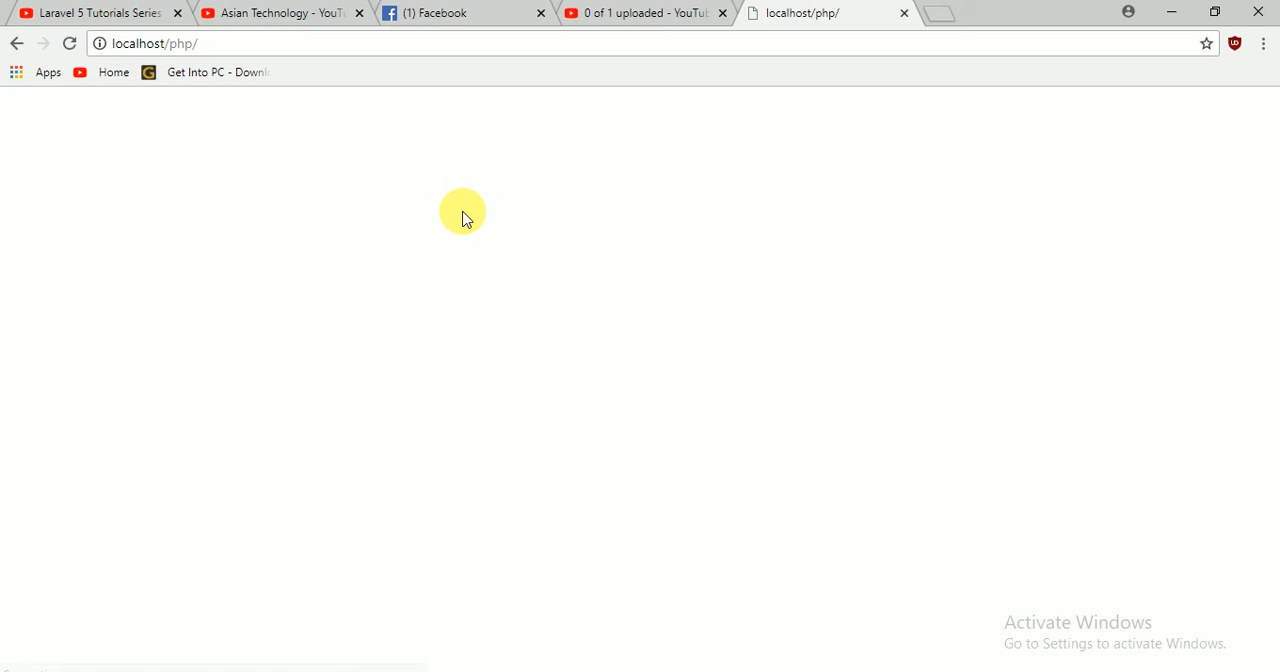 Laravel 5 Tutorials Series
Asian Technology - YouTu
(1) Facebook
0 of 1 uploaded - YouTub
localhost/php/
localhost/php/
Apps
Home
Get Into PC - Downl
Activate Windows
Go to Settings to activate Windows.